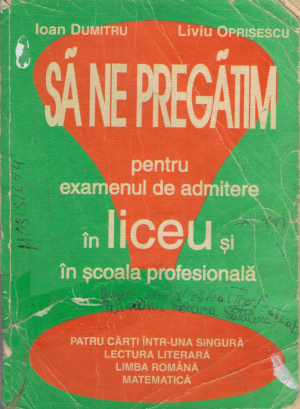 Ioan DUMITRU Liviu OPRIŞESCU
SĂ NE PREGĂTIM
pentru
examenul de admitere
în liceu şi
în şcoala profesională
PATRU CĂRŢI ÎNTR-UNA SINGURĂ
LECTURA LITERARĂ
LIMBA ROMÂNĂ
MATEMATICĂ